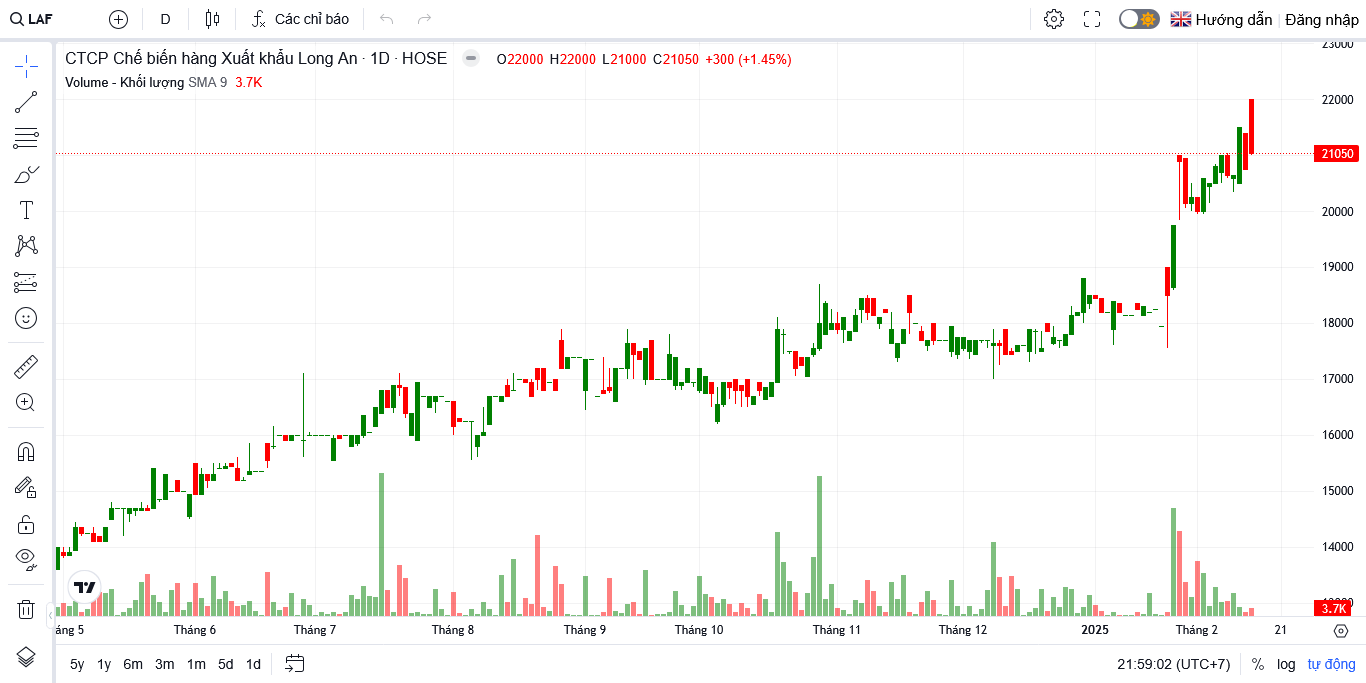 LAF
D
Các chỉ báo
Hướng dẫn
Đăng nhập
CTCP Chế biến hàng Xuất khẩu Long An · 1D · HOSE
O22000 H22000 L21000 C21050 +300 (+1.45%)
Volume - Khối lượng SMA 9 3.7K
23000
22000
21050
20000
19000
18000
17000
16000
15000
14000
3.7K
áng 5 Tháng 6 Tháng 7 Tháng 8 Tháng 9 Tháng 10 Tháng 11 Tháng 12 2025 Tháng 2 21
5y 1y 6m 3m 1m 5d 1d
21:59:02 (UTC+7) % log tự động